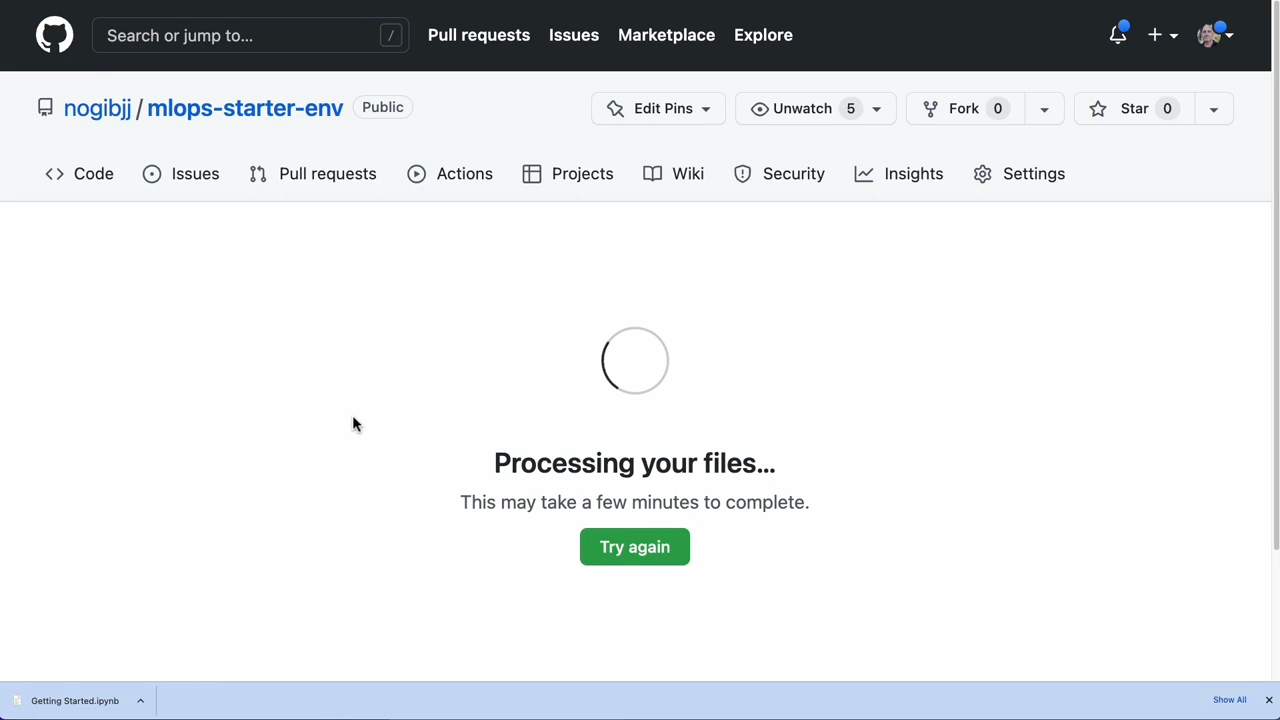 Search or jump to... /
Pull requests Issues Marketplace Explore
nogibjj / mlops-starter-env Public
Edit Pins Unwatch 5 Fork 0 Star 0
Code Issues Pull requests Actions Projects Wiki Security Insights Settings
Processing your files...
This may take a few minutes to complete.
Try again
Getting Started.ipynb Show All